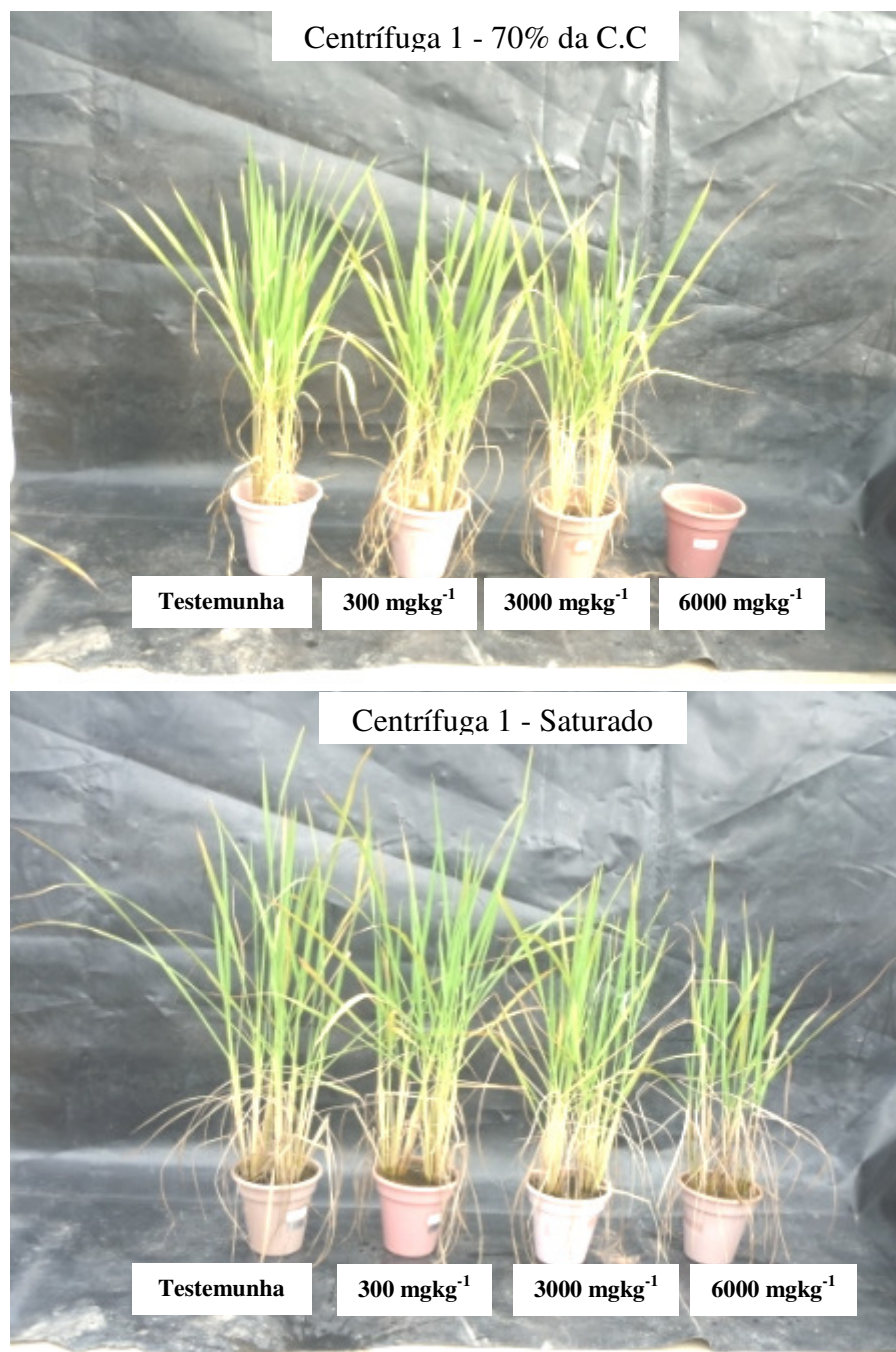 Centrífuga 1 - 70% da C.C
Testemunha 300 mgkg⁻¹ 3000 mgkg⁻¹ 6000 mgkg⁻¹
Centrífuga 1 - Saturado
Testemunha 300 mgkg⁻¹ 3000 mgkg⁻¹ 6000 mgkg⁻¹